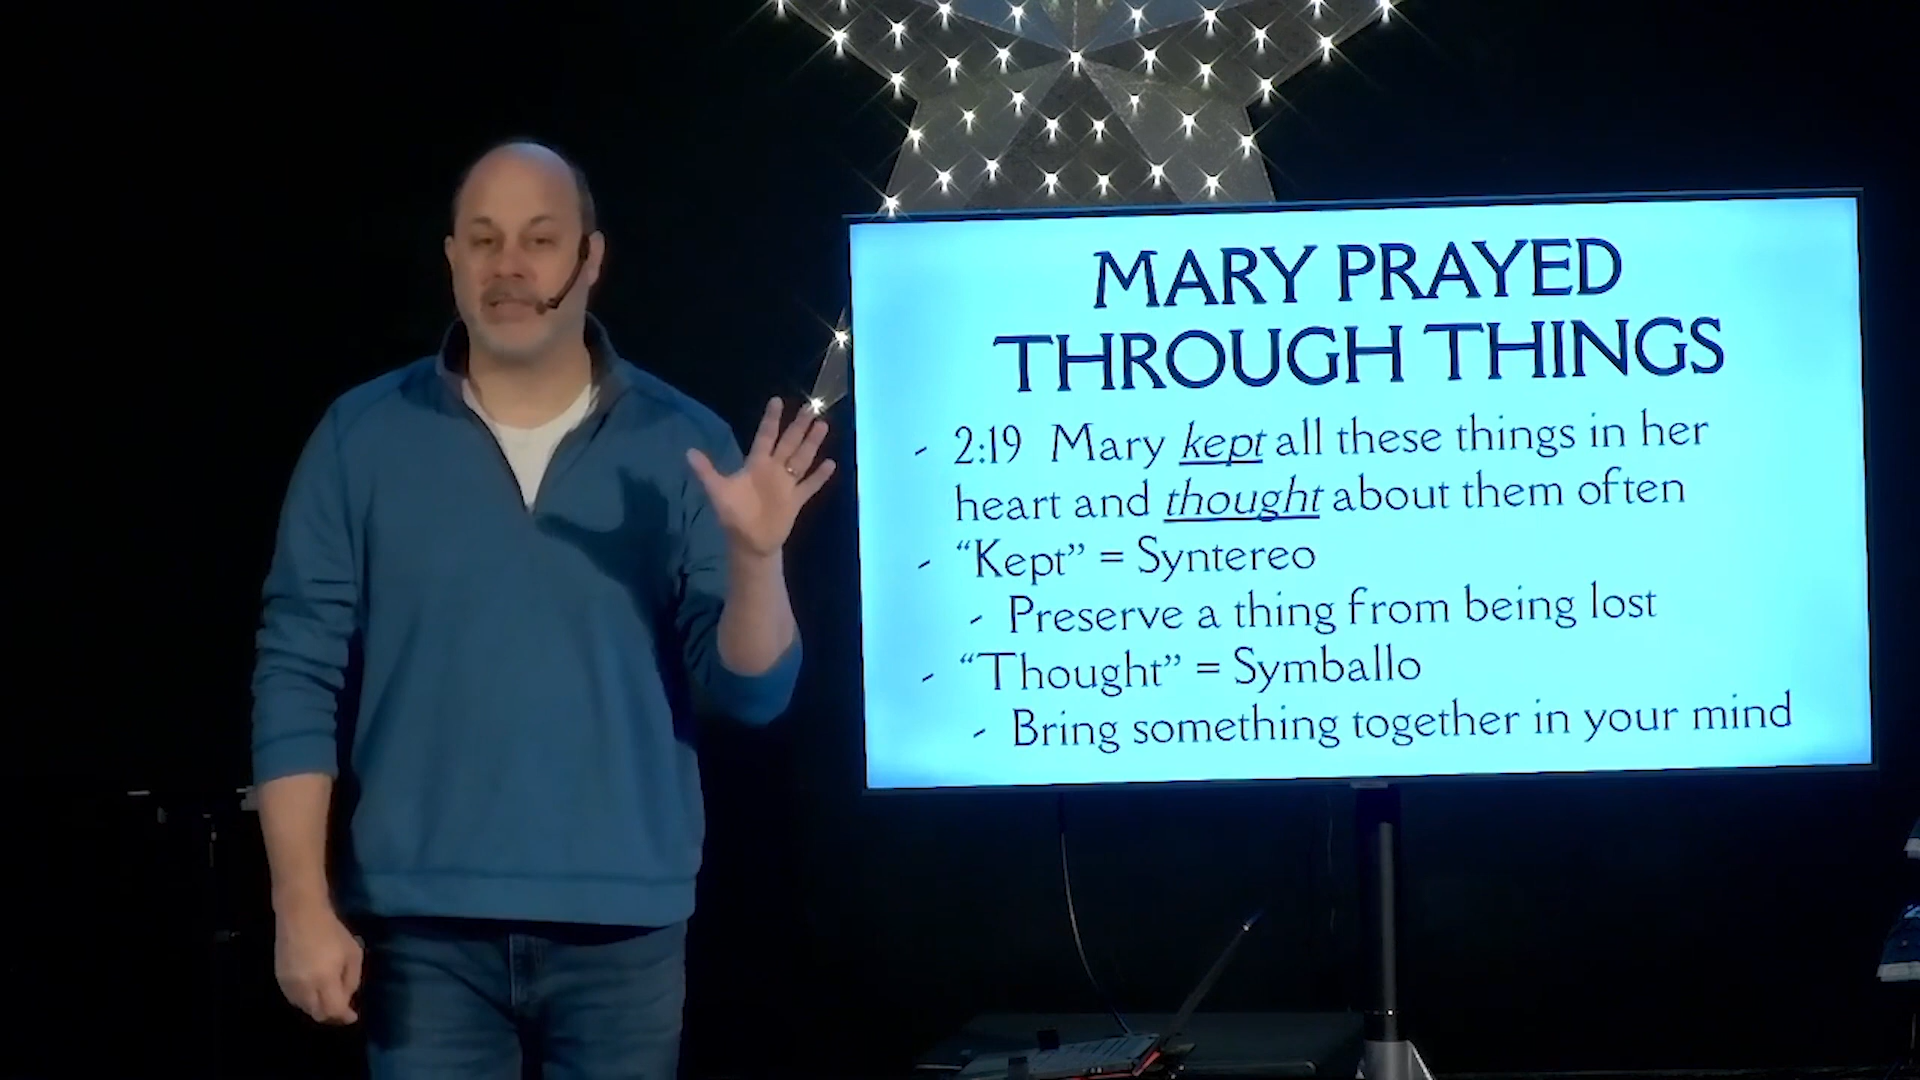 MARY PRAYED
THROUGH THINGS
- 2:19 Mary kept all these things in her
heart and thought about them often
- “Kept” = Syntereo
- Preserve a thing from being lost
- “Thought” = Symballo
- Bring something together in your mind